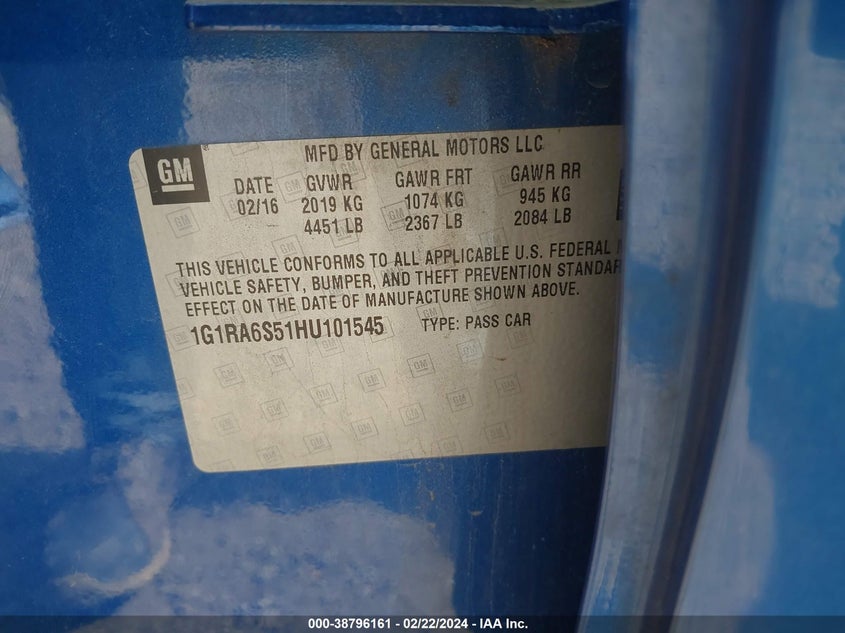 GM
MFD BY GENERAL MOTORS LLC
DATE GVWR GAWR FRT GAWR RR
02/16 2019 KG 1074 KG 945 KG
4451 LB 2367 LB 2084 LB
THIS VEHICLE CONFORMS TO ALL APPLICABLE U.S. FEDERAL
VEHICLE SAFETY, BUMPER, AND THEFT PREVENTION STANDAR
EFFECT ON THE DATE OF MANUFACTURE SHOWN ABOVE.
1G1RA6S51HU101545 TYPE: PASS CAR
000-38796161 - 02/22/2024 - IAA Inc.